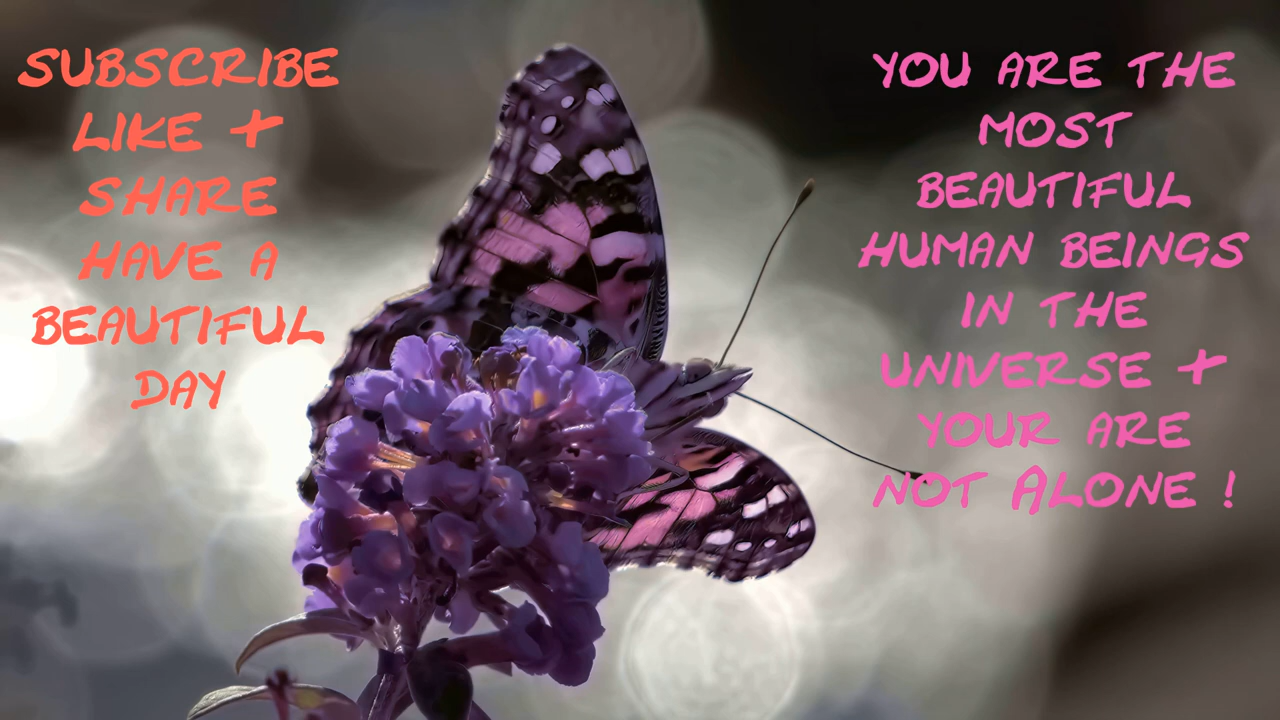 SUBSCRIBE
LIKE +
SHARE
HAVE A
BEAUTIFUL
DAY
YOU ARE THE
MOST
BEAUTIFUL
HUMAN BEINGS
IN THE
UNIVERSE +
YOUR ARE
NOT ALONE !